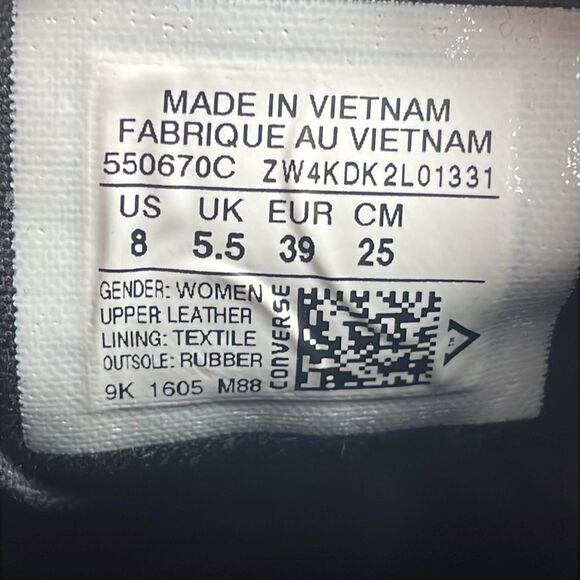 MADE IN VIETNAM
FABRIQUE AU VIETNAM
550670C ZW4KDK2L01331
US UK EUR CM
8 5.5 39 25
GENDER: WOMEN
UPPER: LEATHER
LINING: TEXTILE
OUTSOLE: RUBBER
9K 1605 M88
CONVERSE
TM